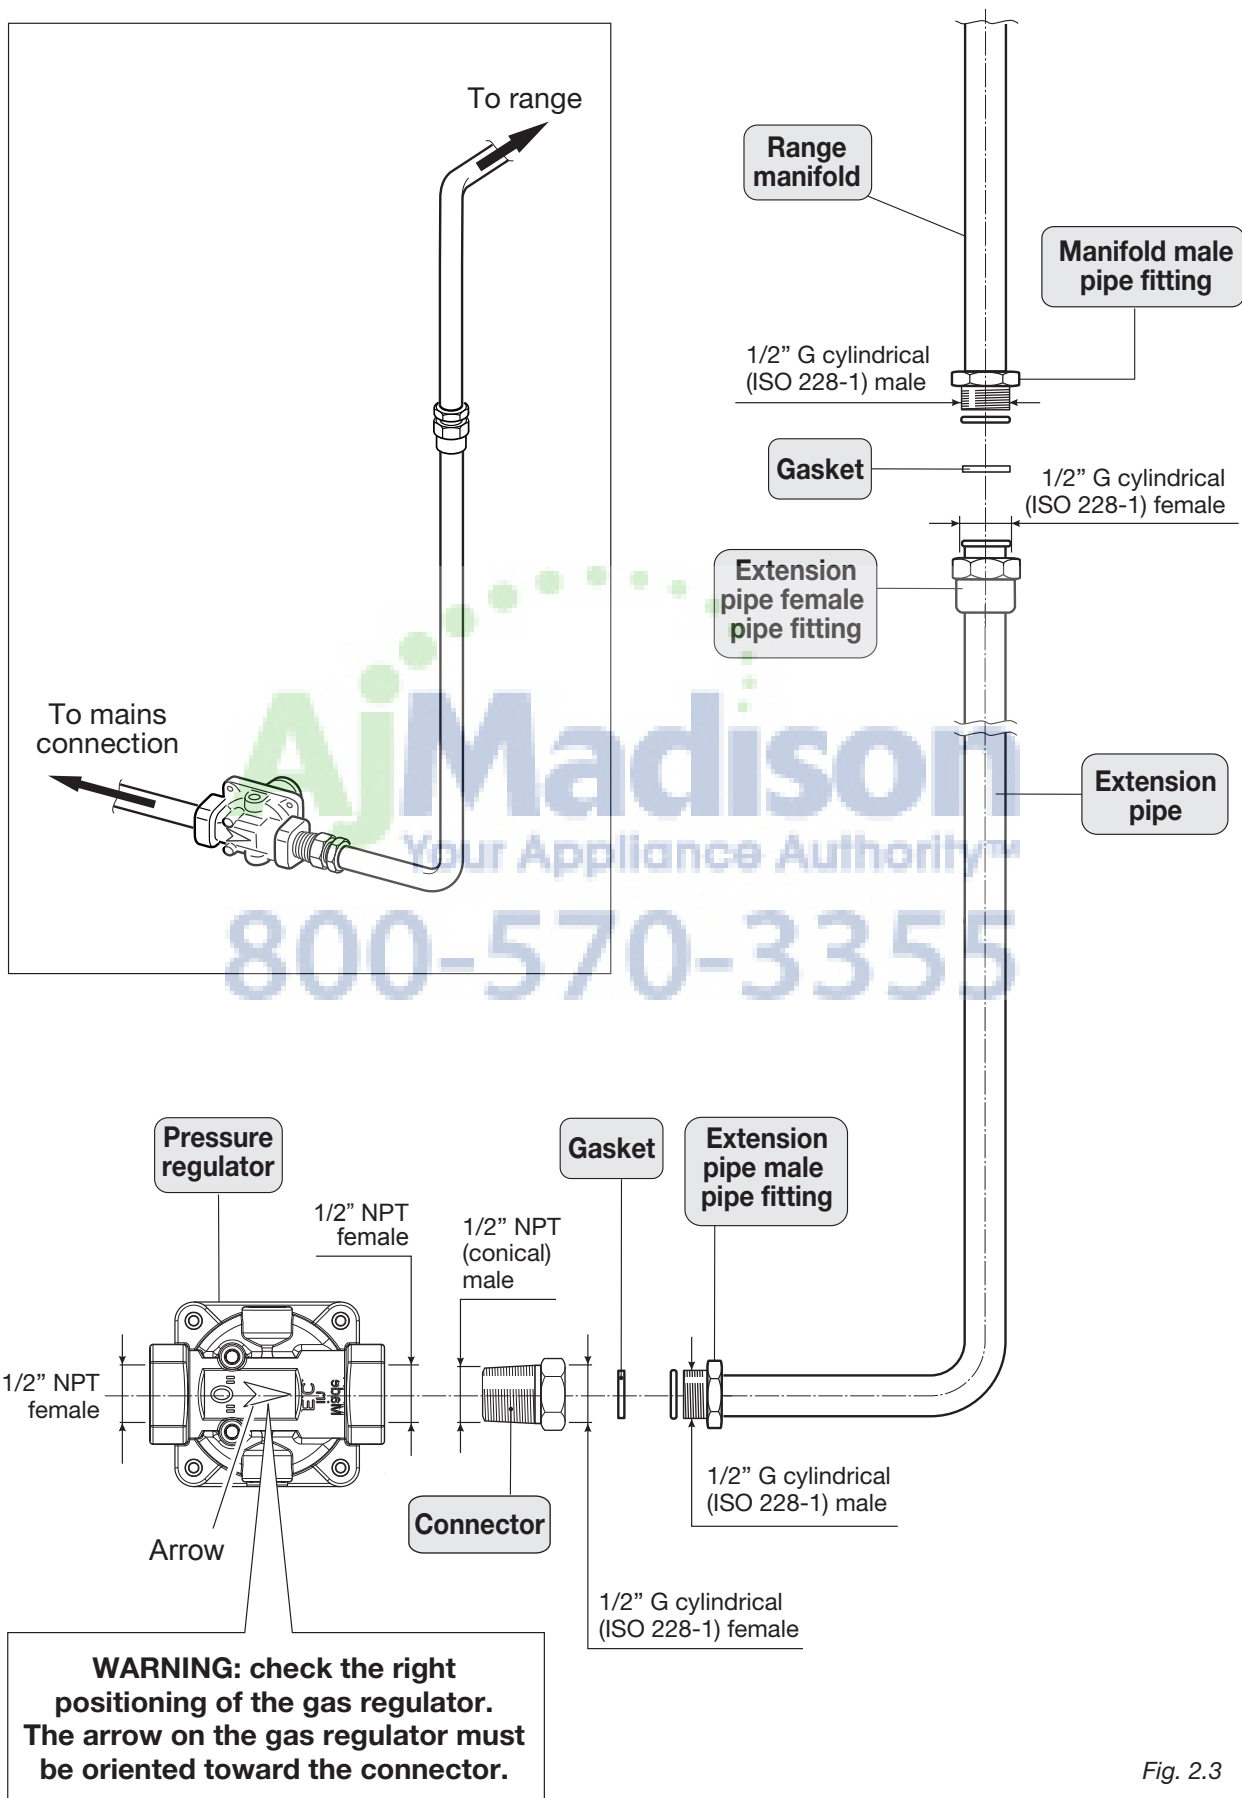 To range
Range
manifold
Manifold male
pipe fitting
1/2” G cylindrical
(ISO 228-1) male
Gasket
1/2” G cylindrical
(ISO 228-1) female
Extension
pipe female
pipe fitting
To mains
connection
Extension
pipe
AjMadison
Your Appliance Authority™
800-570-3355
Pressure
regulator
Gasket
Extension
pipe male
pipe fitting
1/2” NPT
female
1/2” NPT
(conical)
male
1/2” NPT
female
Made
in
EC
Arrow
Connector
1/2” G cylindrical
(ISO 228-1) male
1/2” G cylindrical
(ISO 228-1) female
WARNING: check the right
positioning of the gas regulator.
The arrow on the gas regulator must
be oriented toward the connector.
Fig. 2.3